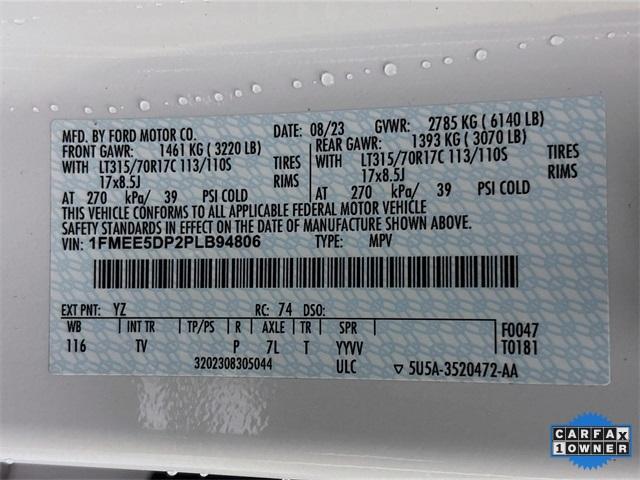 MFD. BY FORD MOTOR CO.
DATE: 08/23 GVWR: 2785 KG ( 6140 LB)
FRONT GAWR: 1461 KG ( 3220 LB)
REAR GAWR: 1393 KG ( 3070 LB)
WITH LT315/70R17C 113/110S TIRES
WITH LT315/70R17C 113/110S TIRES
17x8.5J RIMS
17x8.5J RIMS
AT 270 kPa/ 39 PSI COLD
AT 270 kPa/ 39 PSI COLD
THIS VEHICLE CONFORMS TO ALL APPLICABLE FEDERAL MOTOR VEHICLE
SAFETY STANDARDS IN EFFECT ON THE DATE OF MANUFACTURE SHOWN ABOVE.
VIN: 1FMEE5DP2PLB94806 TYPE: MPV
EXT PNT: YZ RC: 74 DSO:
WB INT TR TP/PS R AXLE TR SPR F0047
116 TV P 7L T YYVV T0181
3202308305044 ULC ▽ 5U5A-3520472-AA
CARFAX
1 OWNER